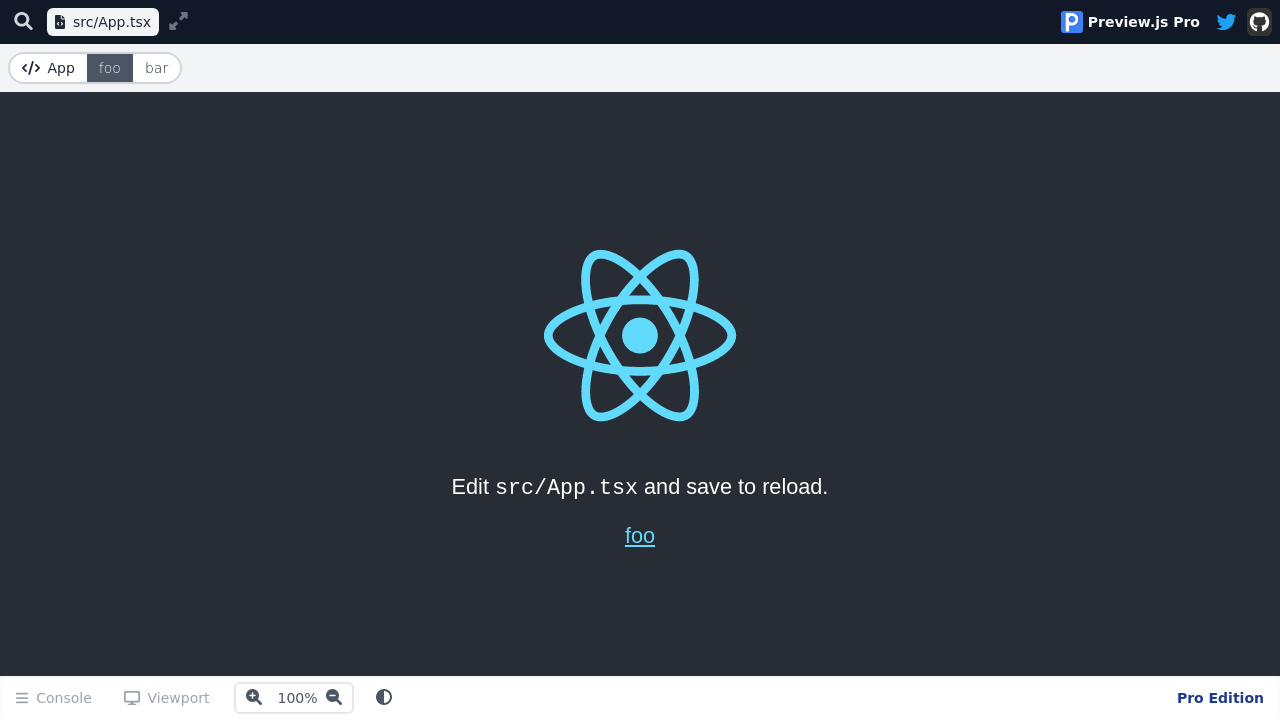 src/App.tsx
Preview.js Pro
App foo bar
Edit src/App.tsx and save to reload.
foo
Console Viewport 100% Pro Edition